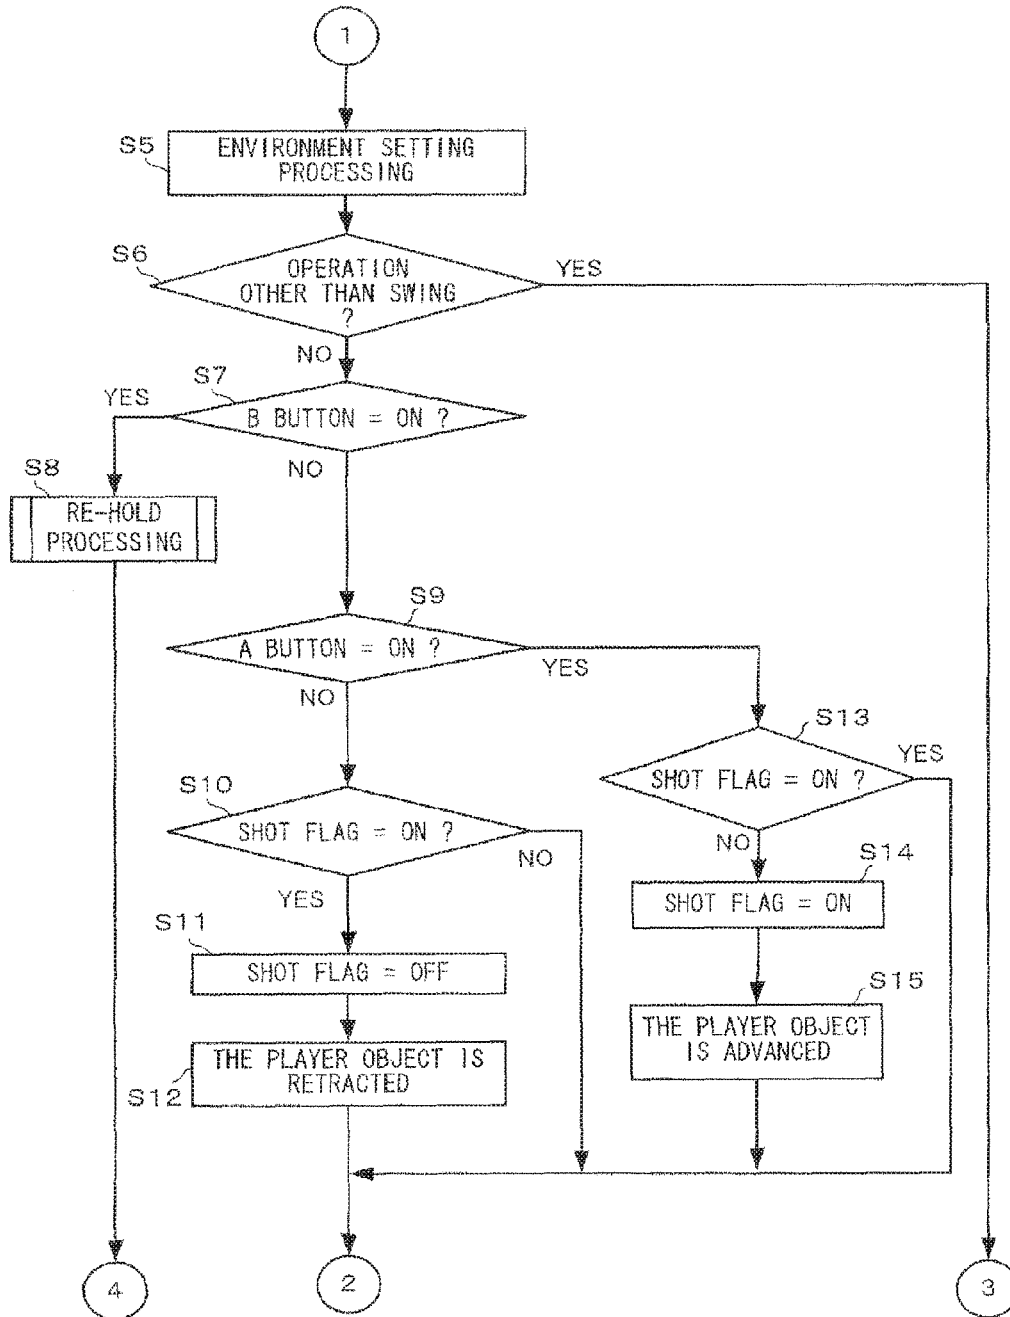 1
S5
ENVIRONMENT SETTING
PROCESSING
S6
OPERATION
OTHER THAN SWING
?
YES
NO
S7
YES
B BUTTON = ON ?
NO
S8
RE-HOLD
PROCESSING
S9
A BUTTON = ON ?
YES
NO
S13
SHOT FLAG = ON ?
YES
NO
S10
SHOT FLAG = ON ?
NO
YES
S14
SHOT FLAG = ON
S11
SHOT FLAG = OFF
S15
THE PLAYER OBJECT
IS ADVANCED
S12
THE PLAYER OBJECT IS
RETRACTED
4
2
3